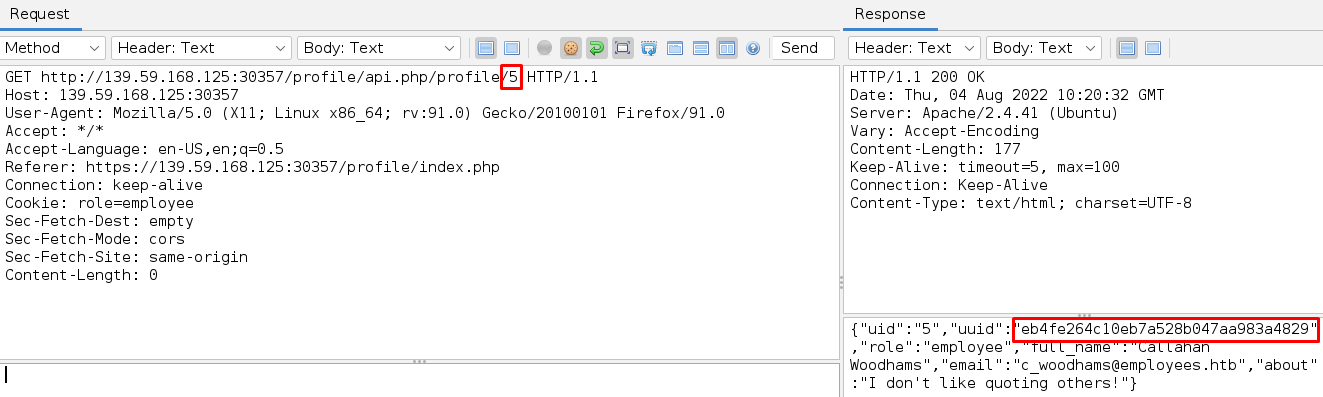 Request
Method Header: Text Body: Text Send
GET http://139.59.168.125:30357/profile/api.php/profile/5 HTTP/1.1
Host: 139.59.168.125:30357
User-Agent: Mozilla/5.0 (X11; Linux x86_64; rv:91.0) Gecko/20100101 Firefox/91.0
Accept: */*
Accept-Language: en-US,en;q=0.5
Referer: https://139.59.168.125:30357/profile/index.php
Connection: keep-alive
Cookie: role=employee
Sec-Fetch-Dest: empty
Sec-Fetch-Mode: cors
Sec-Fetch-Site: same-origin
Content-Length: 0
Response
Header: Text Body: Text
HTTP/1.1 200 OK
Date: Thu, 04 Aug 2022 10:20:32 GMT
Server: Apache/2.4.41 (Ubuntu)
Vary: Accept-Encoding
Content-Length: 177
Keep-Alive: timeout=5, max=100
Connection: Keep-Alive
Content-Type: text/html; charset=UTF-8
{"uid":"5","uuid":"eb4fe264c10eb7a528b047aa983a4829"
,"role":"employee","full_name":"Callahan
Woodhams","email":"c_woodhams@employees.htb","about"
:"I don't like quoting others!"}